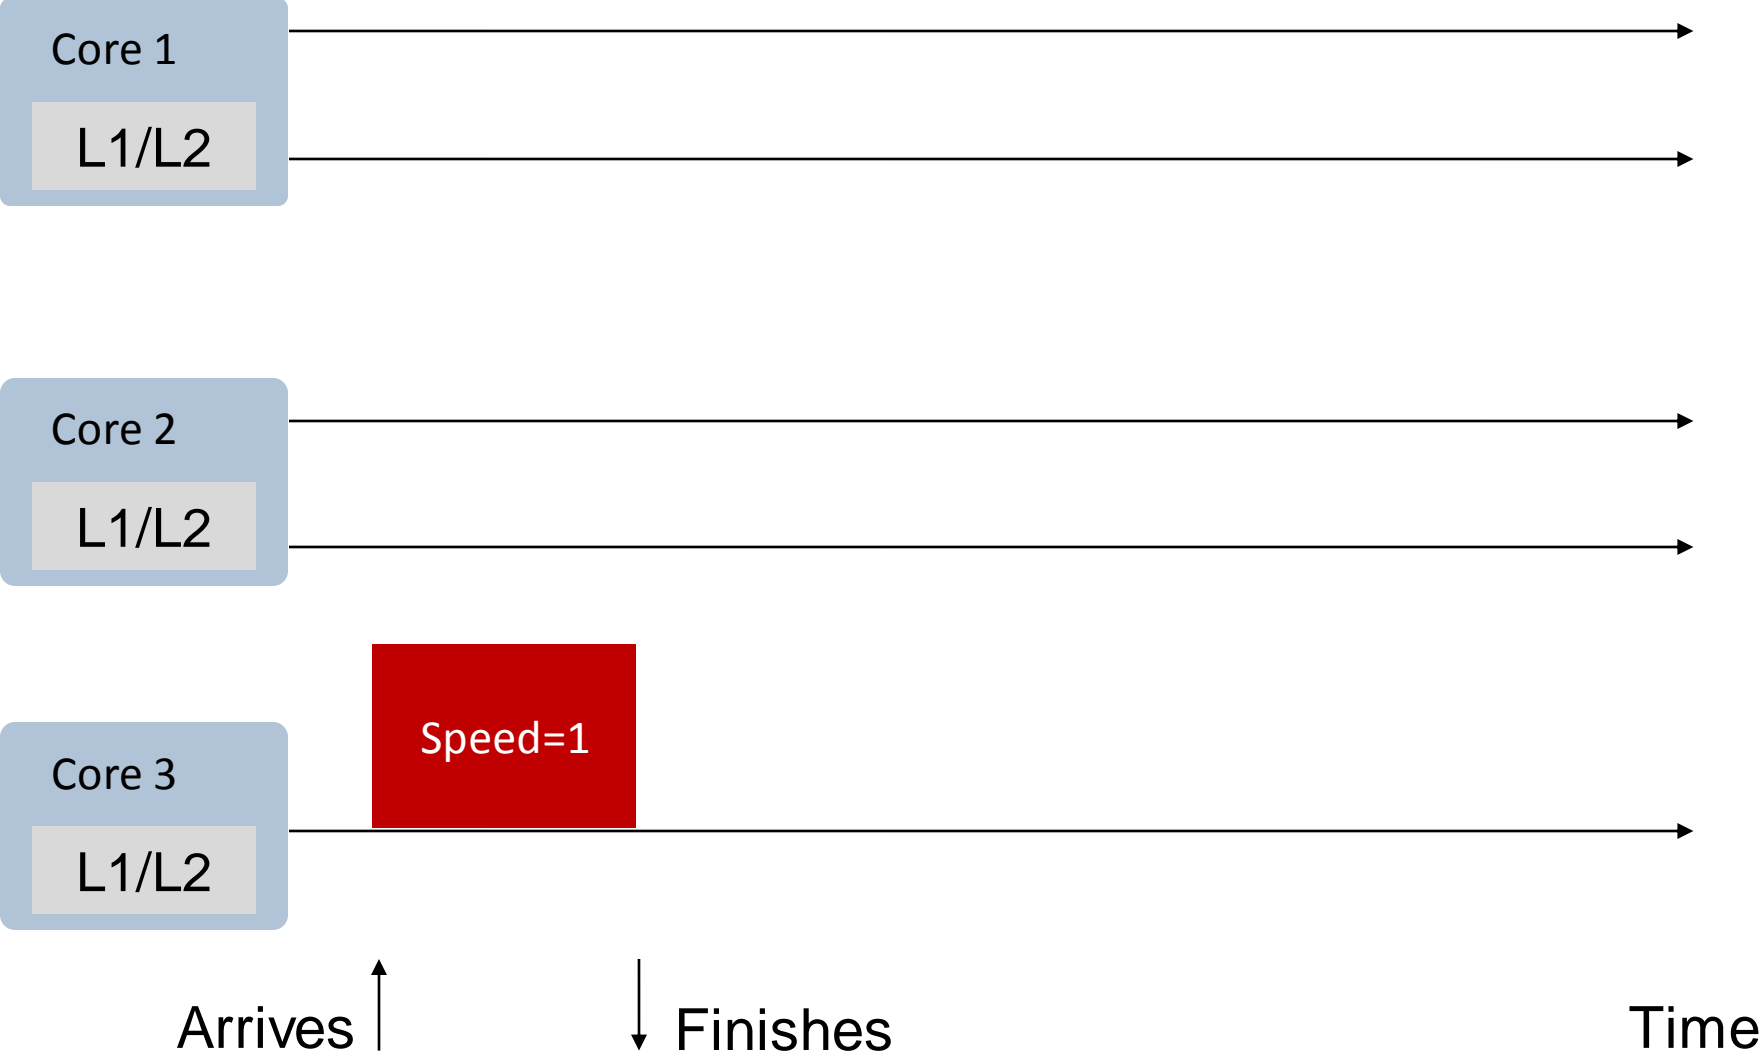 Core 1
L1/L2
Core 2
L1/L2
Speed=1
Core 3
L1/L2
Arrives
Finishes
Time